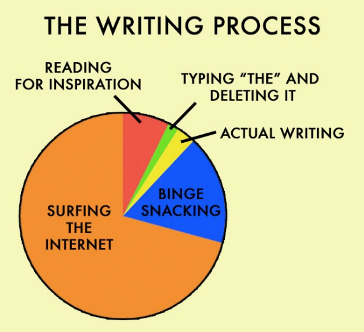 THE WRITING PROCESS
READING
FOR INSPIRATION
TYPING “THE” AND
DELETING IT
ACTUAL WRITING
BINGE
SNACKING
SURFING
THE
INTERNET